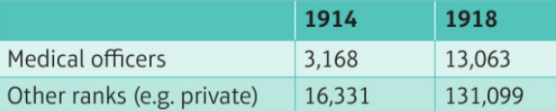 1914 1918
Medical officers 3,168 13,063
Other ranks (e.g. private) 16,331 131,099